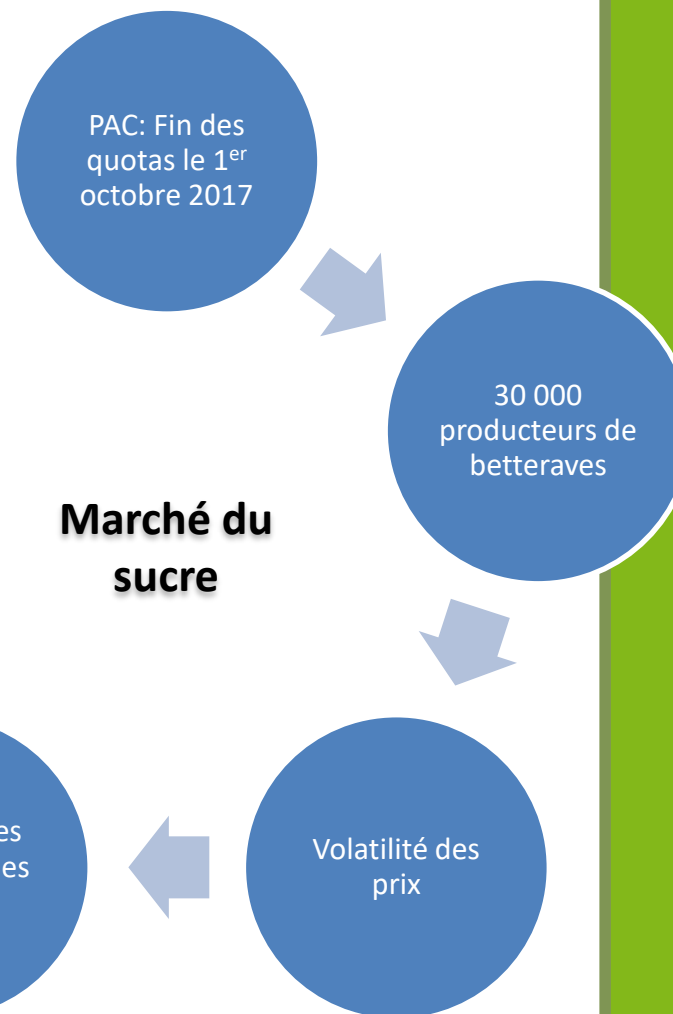 PAC: Fin des
quotas le 1er
octobre 2017
30 000
producteurs de
betteraves
Marché du
sucre
Volatilité des
prix